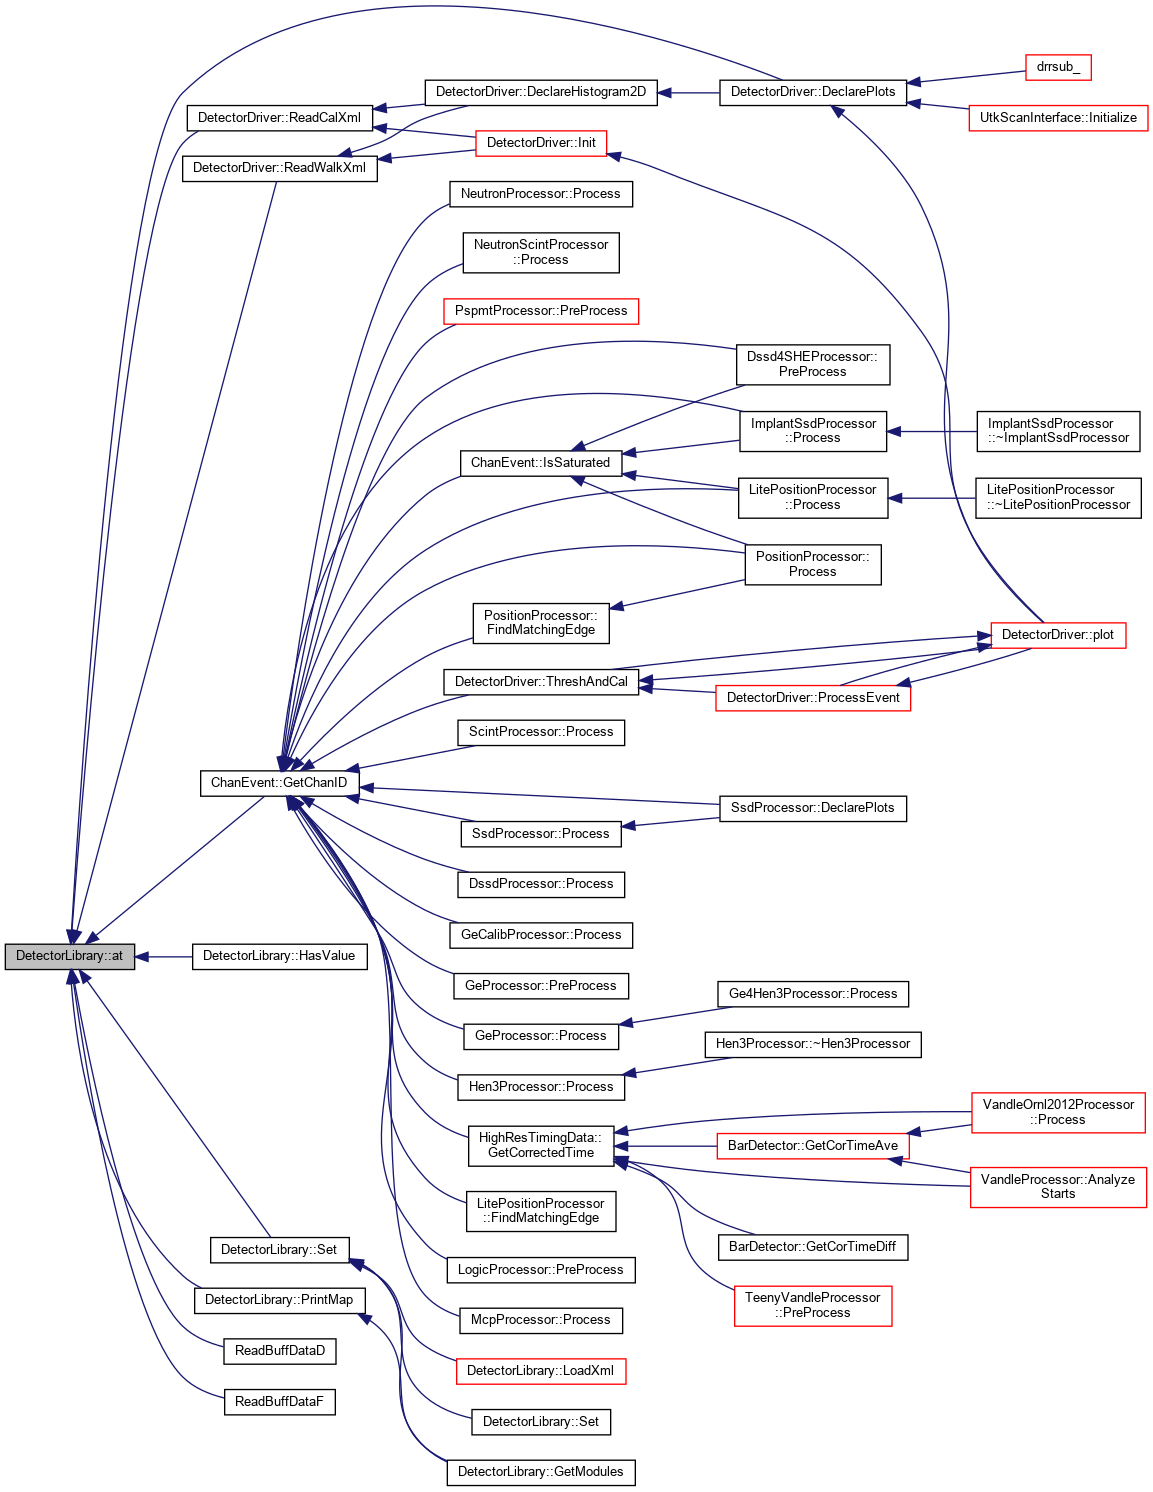 drrsub_
DetectorDriver::DeclareHistogram2D
DetectorDriver::DeclarePlots
DetectorDriver::ReadCalXml
UtkScanInterface::Initialize
DetectorDriver::Init
DetectorDriver::ReadWalkXml
NeutronProcessor::Process
NeutronScintProcessor
::Process
PspmtProcessor::PreProcess
Dssd4SHEProcessor::
PreProcess
ImplantSsdProcessor
::Process
ImplantSsdProcessor
::~ImplantSsdProcessor
ChanEvent::IsSaturated
LitePositionProcessor
::Process
LitePositionProcessor
::~LitePositionProcessor
PositionProcessor::
Process
PositionProcessor::
FindMatchingEdge
DetectorDriver::plot
DetectorDriver::ThreshAndCal
DetectorDriver::ProcessEvent
ScintProcessor::Process
ChanEvent::GetChanID
SsdProcessor::DeclarePlots
SsdProcessor::Process
DssdProcessor::Process
GeCalibProcessor::Process
DetectorLibrary::at
DetectorLibrary::HasValue
GeProcessor::PreProcess
Ge4Hen3Processor::Process
GeProcessor::Process
Hen3Processor::~Hen3Processor
Hen3Processor::Process
VandleOrnl2012Processor
::Process
HighResTimingData::
GetCorrectedTime
BarDetector::GetCorTimeAve
VandleProcessor::Analyze
Starts
LitePositionProcessor
::FindMatchingEdge
BarDetector::GetCorTimeDiff
DetectorLibrary::Set
LogicProcessor::PreProcess
TeenyVandleProcessor
::PreProcess
DetectorLibrary::PrintMap
McpProcessor::Process
ReadBuffDataD
DetectorLibrary::LoadXml
ReadBuffDataF
DetectorLibrary::Set
DetectorLibrary::GetModules